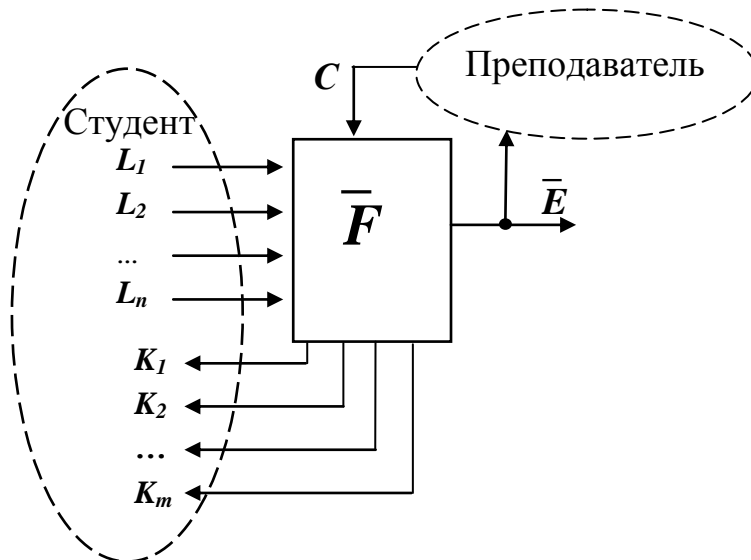 Преподаватель
C
Студент
L₁
L₂
...
Lₙ
F̅
E̅
K₁
K₂
...
Kₘ